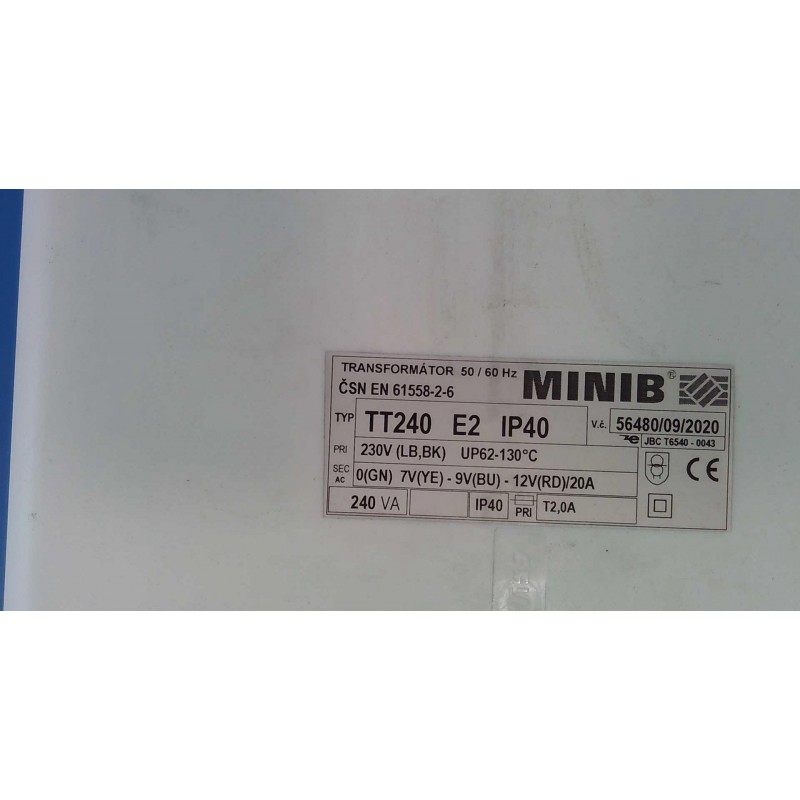 TRANSFORMÁTOR 50 / 60 Hz MINIB®
ČSN EN 61558-2-6
TYP TT240 E2 IP40 V.č. 56480/09/2020
JBC T6540 - 0043
PRI 230V (LB,BK) UP62-130°C
SEC AC 0(GN) 7V(YE) - 9V(BU) - 12V(RD)/20A CE
240 VA IP40 PRI T2,0A